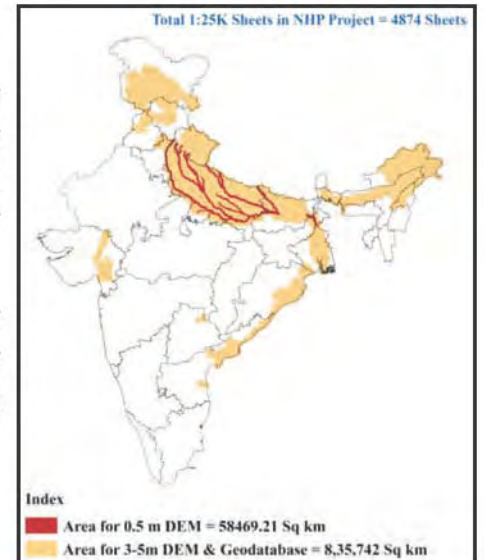 Total 1:25K Sheets in NHP Project = 4874 Sheets
Index
Area for 0.5 m DEM = 58469.21 Sq km
Area for 3-5m DEM & Geodatabase = 8,35,742 Sq km